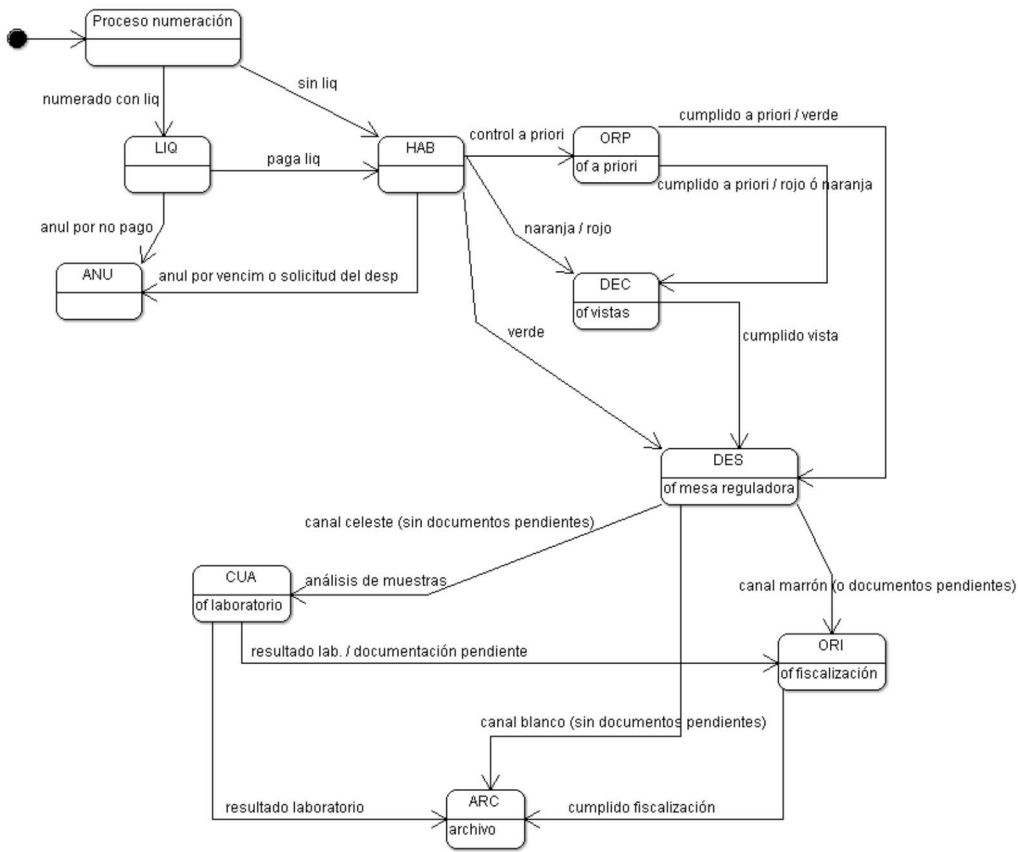 Proceso numeración
sin liq
numerado con liq
LIQ
HAB
paga liq
control a priori
ORP
of a priori
cumplido a priori / verde
cumplido a priori / rojo ó naranja
anul por no pago
naranja / rojo
ANU
anul por vencim o solicitud del desp
DEC
of vistas
verde
cumplido vista
DES
of mesa reguladora
canal celeste (sin documentos pendientes)
CUA
of laboratorio
análisis de muestras
canal marrón (o documentos pendientes)
resultado lab. / documentación pendiente
ORI
of fiscalización
canal blanco (sin documentos pendientes)
resultado laboratorio
ARC
archivo
cumplido fiscalización